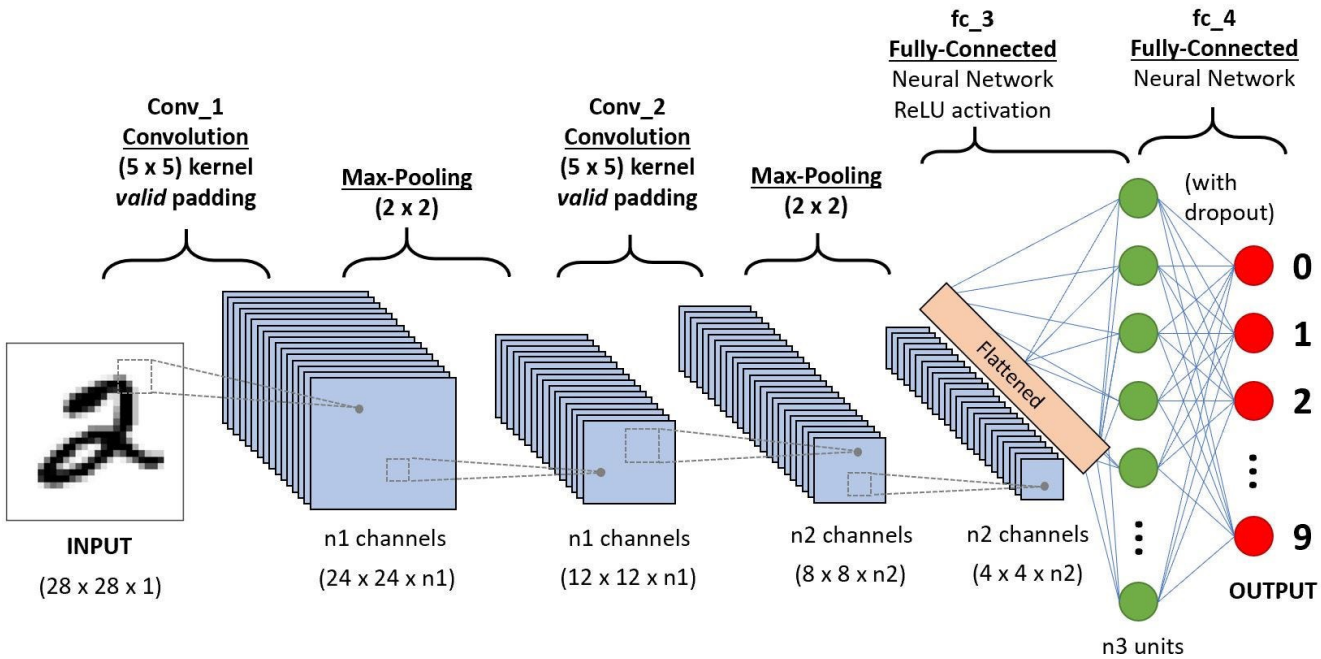 fc_3
Fully-Connected
Neural Network
ReLU activation
fc_4
Fully-Connected
Neural Network
Conv_1
Convolution
(5 x 5) kernel
valid padding
Max-Pooling
(2 x 2)
Conv_2
Convolution
(5 x 5) kernel
valid padding
Max-Pooling
(2 x 2)
(with
dropout)
Flattened
0
1
2
9
INPUT
(28 x 28 x 1)
n1 channels
(24 x 24 x n1)
n1 channels
(12 x 12 x n1)
n2 channels
(8 x 8 x n2)
n2 channels
(4 x 4 x n2)
OUTPUT
n3 units
2